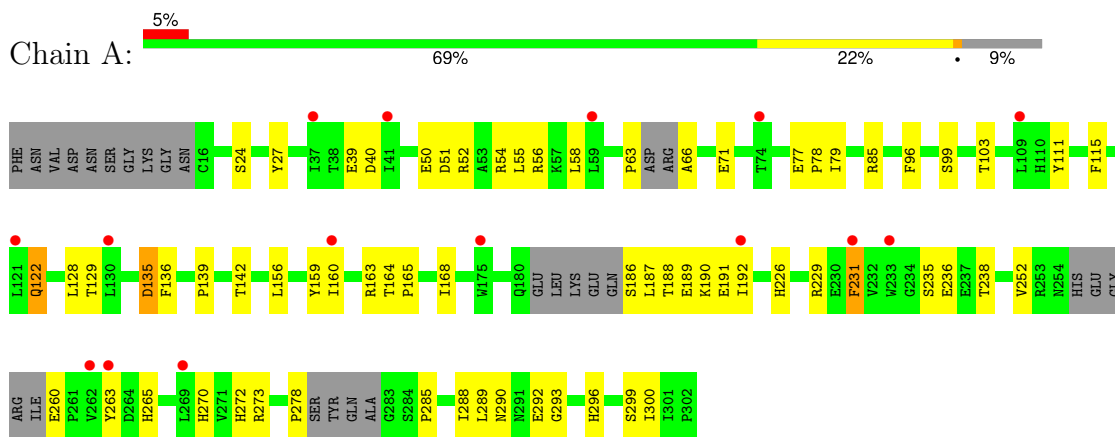 5%
Chain A:
69% 22% • 9%
PHE ASN VAL ASP ASN SER GLY LYS GLY ASN C16 S24 Y27 I37 T38 E39 D40 I41 E50 D51 R52 A53 R54 L55 R56 K57 L58 L59 P63 ASP ARG A66 E71 T74 E77 P78 I79 R85 F96 S99 T103 L109 H110 Y111 F115
L121 Q122 L128 T129 L130 D135 F136 P139 T142 L156 Y159 I160 R163 T164 P165 I168 W175 Q180 GLU LEU LYS GLU GLN S186 L187 T188 E189 K190 E191 I192 H226 R229 E230 F231 V232 W233 G234 S235 E236 E237 T238 V252 R253 N254 HIS GLU GLY
ARG ILE E260 P261 V262 Y263 D264 H265 L269 H270 V271 H272 R273 P278 SER TYR GLN ALA G283 S284 P285 I288 L289 N290 N291 E292 G293 H296 S299 I300 I301 P302